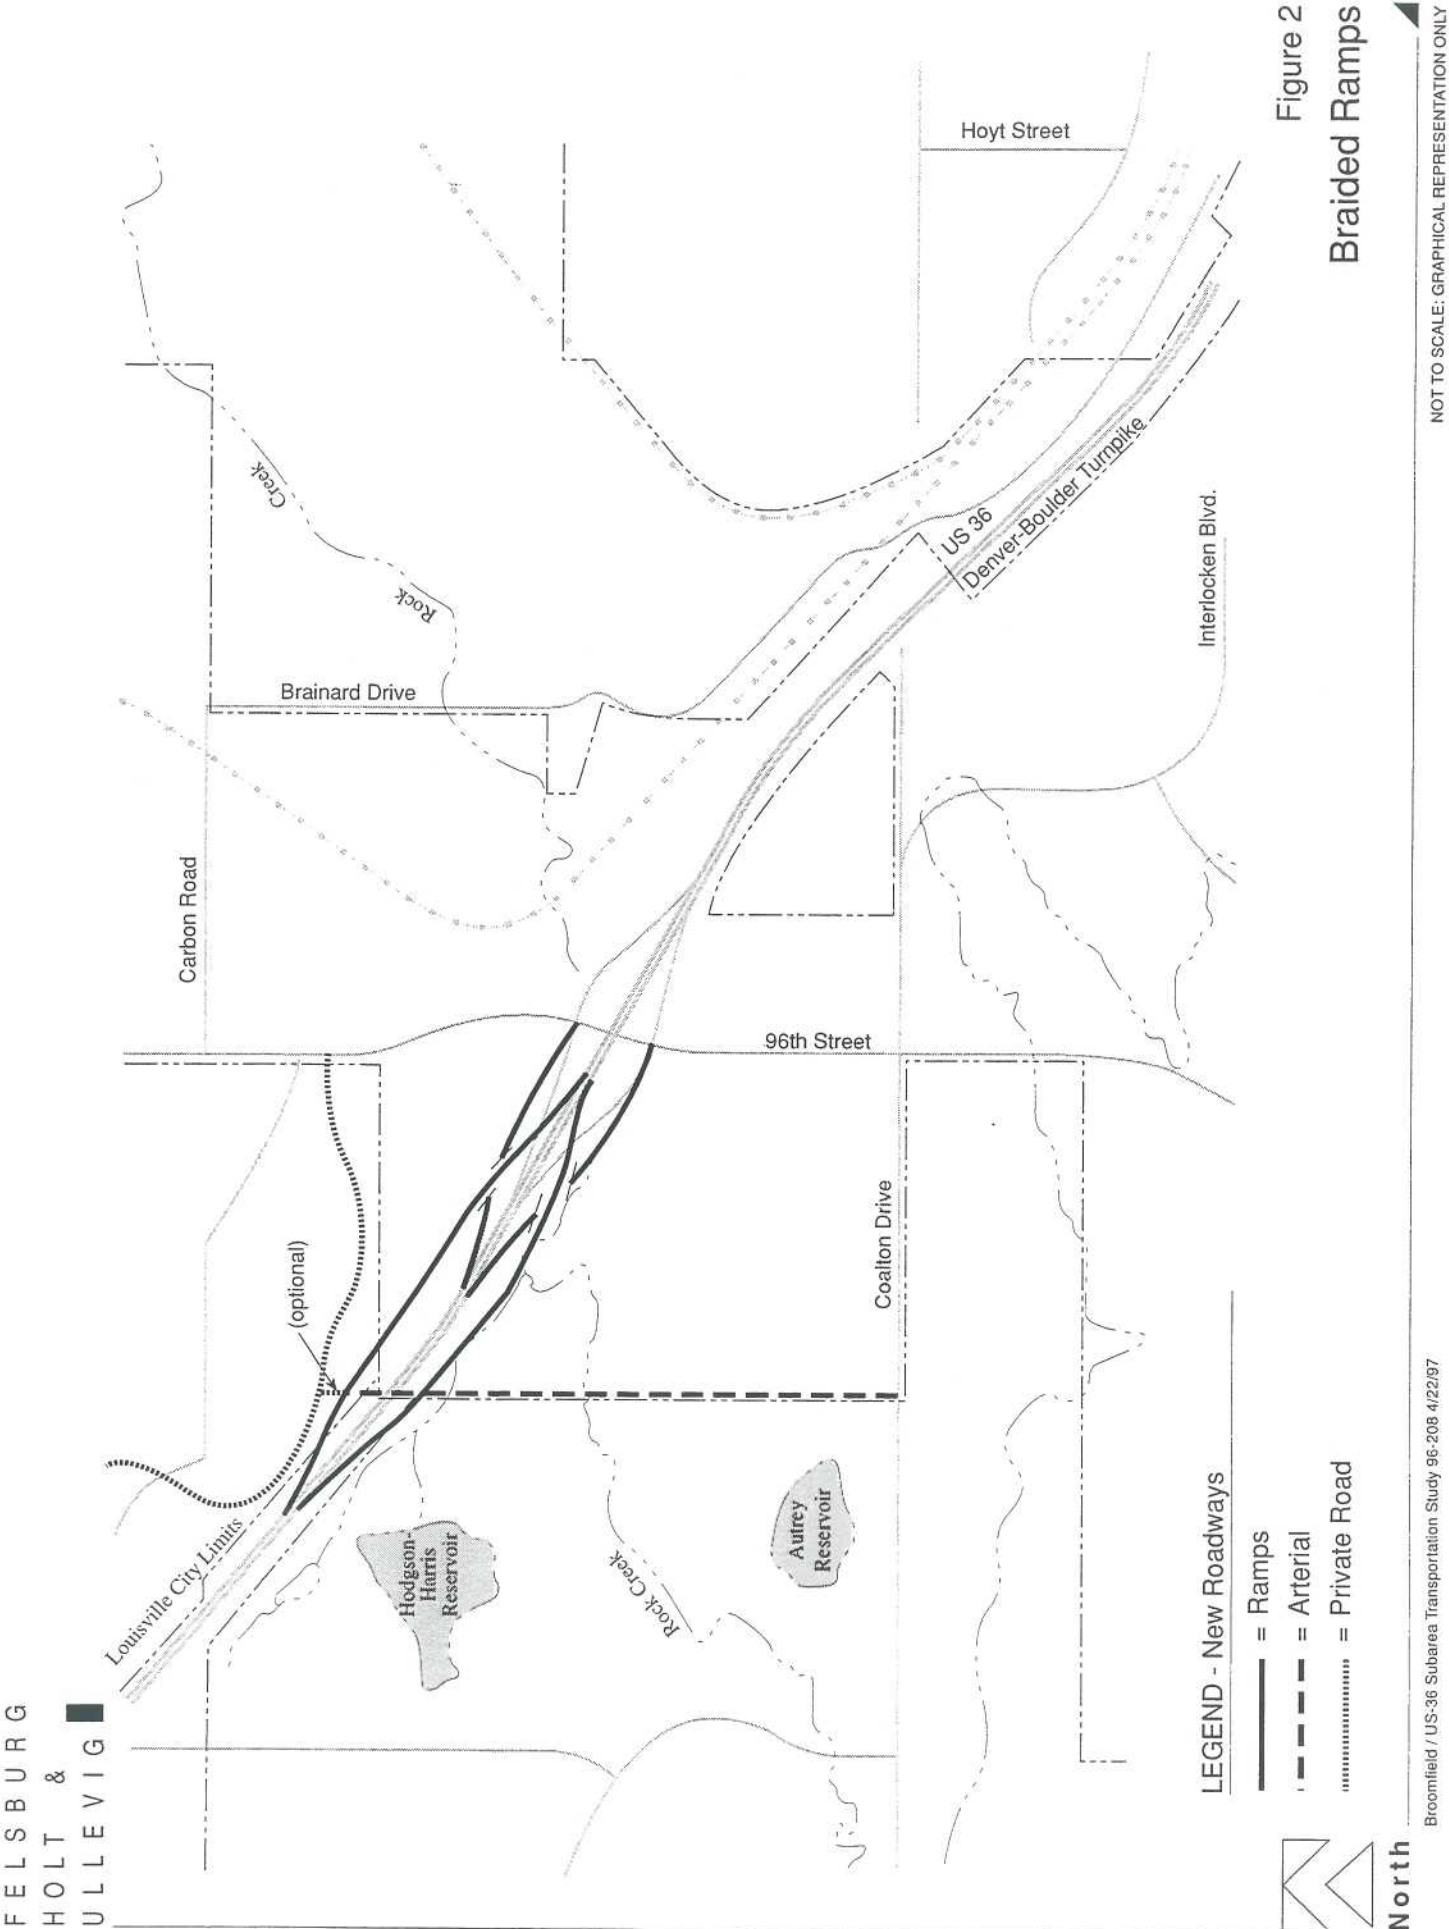 FELSBURG
HOLT &
ULLEVIG
Louisville City Limits
(optional)
Carbon Road
Brainard Drive
Creek
Rock
Hoyt Street
96th Street
US 36
Denver-Boulder Turnpike
Interlocken Blvd.
Coalton Drive
Hodgson-
Harris
Reservoir
Rock Creek
Autrey
Reservoir
LEGEND - New Roadways
= Ramps
= Arterial
= Private Road
North
Figure 2
Braided Ramps
NOT TO SCALE: GRAPHICAL REPRESENTATION ONLY
Broomfield / US-36 Subarea Transportation Study 96-208 4/22/97